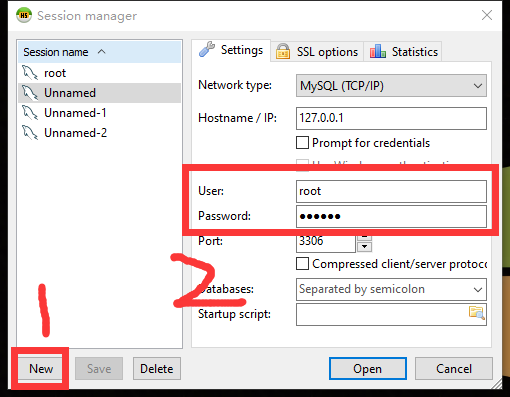 HS
Session manager
Session name
root
Unnamed
Unnamed-1
Unnamed-2
Settings
SSL options
Statistics
Network type:
MySQL (TCP/IP)
Hostname / IP:
127.0.0.1
Prompt for credentials
User:
root
Password:
••••••
Port:
3306
Compressed client/server protoco
Databases:
Separated by semicolon
Startup script:
1
2
New
Save
Delete
Open
Cancel